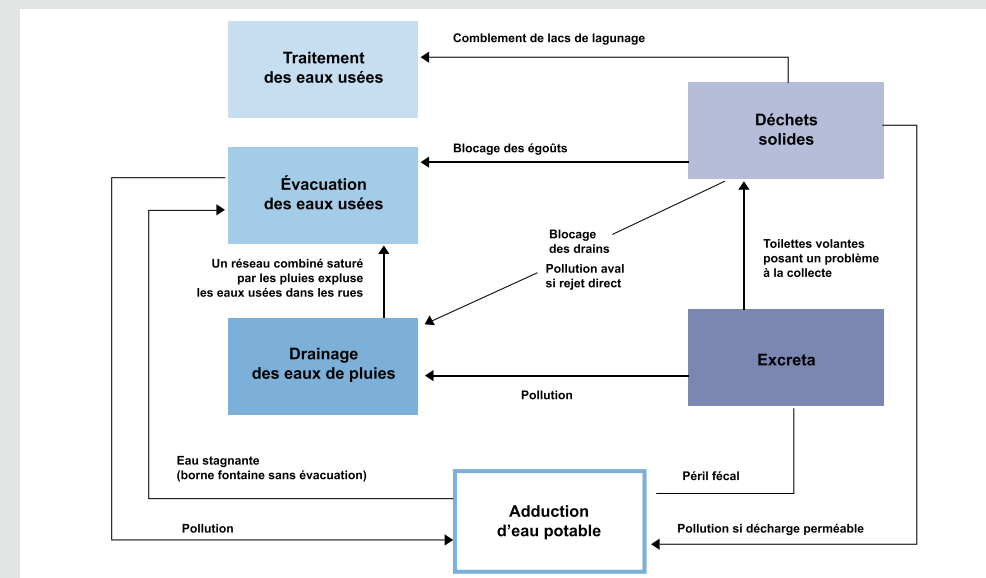 Comblement de lacs de lagunage
Traitement
des eaux usées
Déchets
solides
Blocage des égoûts
Évacuation
des eaux usées
Blocage
des drains
Pollution aval
si rejet direct
Toilettes volantes
posant un problème
à la collecte
Un réseau combiné saturé
par les pluies expluse
les eaux usées dans les rues
Drainage
des eaux de pluies
Excreta
Pollution
Eau stagnante
(borne fontaine sans évacuation)
Péril fécal
Adduction
d’eau potable
Pollution
Pollution si décharge perméable